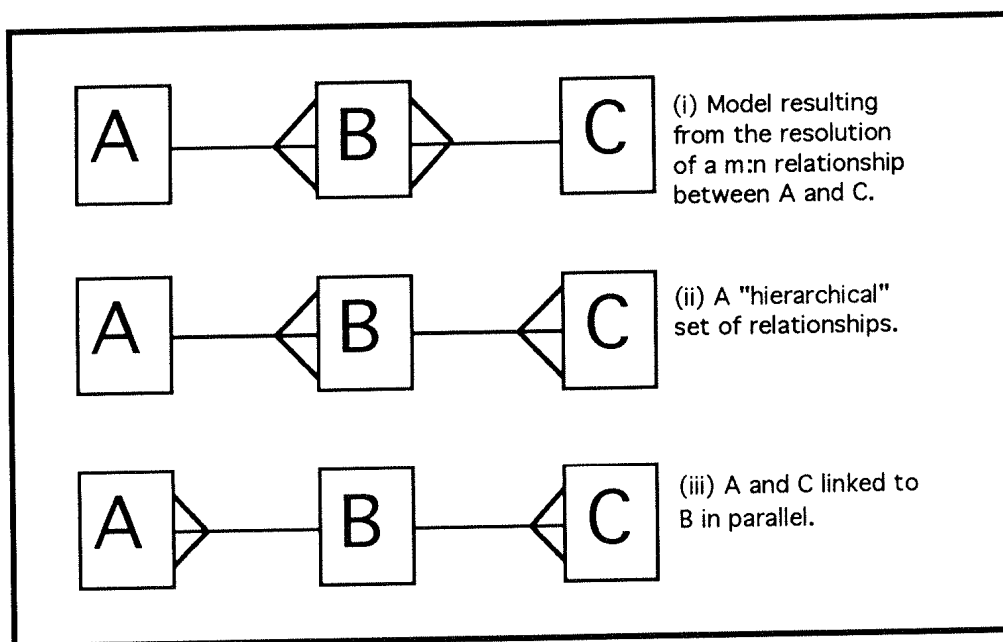 A B C
(i) Model resulting
from the resolution
of a m:n relationship
between A and C.
A B C
(ii) A "hierarchical"
set of relationships.
A B C
(iii) A and C linked to
B in parallel.